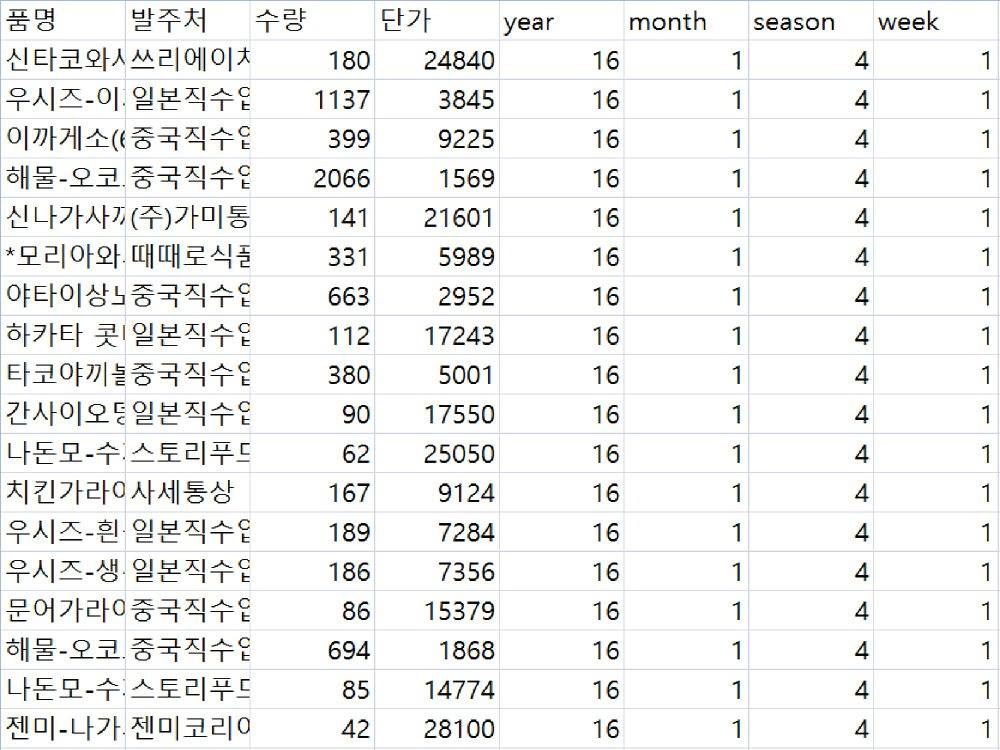 품명 발주처 수량 단가 year month season week
신타코와사 쓰리에이치 180 24840 16 1 4 1
우시즈-이 일본직수입 1137 3845 16 1 4 1
이까게소(6 중국직수입 399 9225 16 1 4 1
해물-오코 중국직수입 2066 1569 16 1 4 1
신나가사끼 (주)가미통 141 21601 16 1 4 1
*모리아와 때때로식품 331 5989 16 1 4 1
야타이상노 중국직수입 663 2952 16 1 4 1
하카타 콧 일본직수입 112 17243 16 1 4 1
타코야끼볼 중국직수입 380 5001 16 1 4 1
간사이오뎅 일본직수입 90 17550 16 1 4 1
나돈모-수 스토리푸드 62 25050 16 1 4 1
치킨가라아 사세통상 167 9124 16 1 4 1
우시즈-흰 일본직수입 189 7284 16 1 4 1
우시즈-생 일본직수입 186 7356 16 1 4 1
문어가라아 중국직수입 86 15379 16 1 4 1
해물-오코 중국직수입 694 1868 16 1 4 1
나돈모-수 스토리푸드 85 14774 16 1 4 1
젠미-나가 젠미코리아 42 28100 16 1 4 1